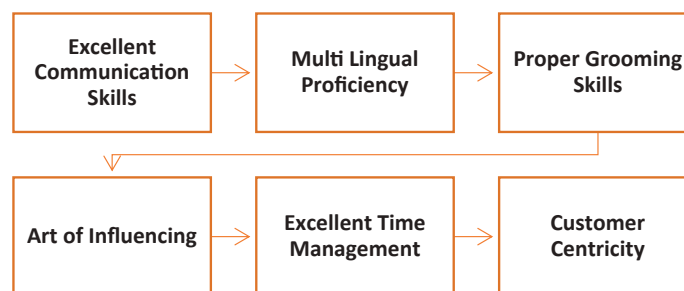 Excellent
Communication
Skills
Multi Lingual
Proficiency
Proper Grooming
Skills
Art of Influencing
Excellent Time
Management
Customer
Centricity